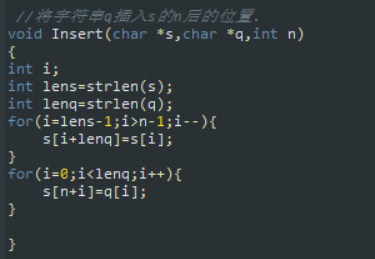 //将字符串q插入s的n后的位置.
void Insert(char *s,char *q,int n)
{
int i;
int lens=strlen(s);
int lenq=strlen(q);
for(i=lens-1;i>n-1;i--){
s[i+lenq]=s[i];
}
for(i=0;i<lenq;i++){
s[n+i]=q[i];
}
}